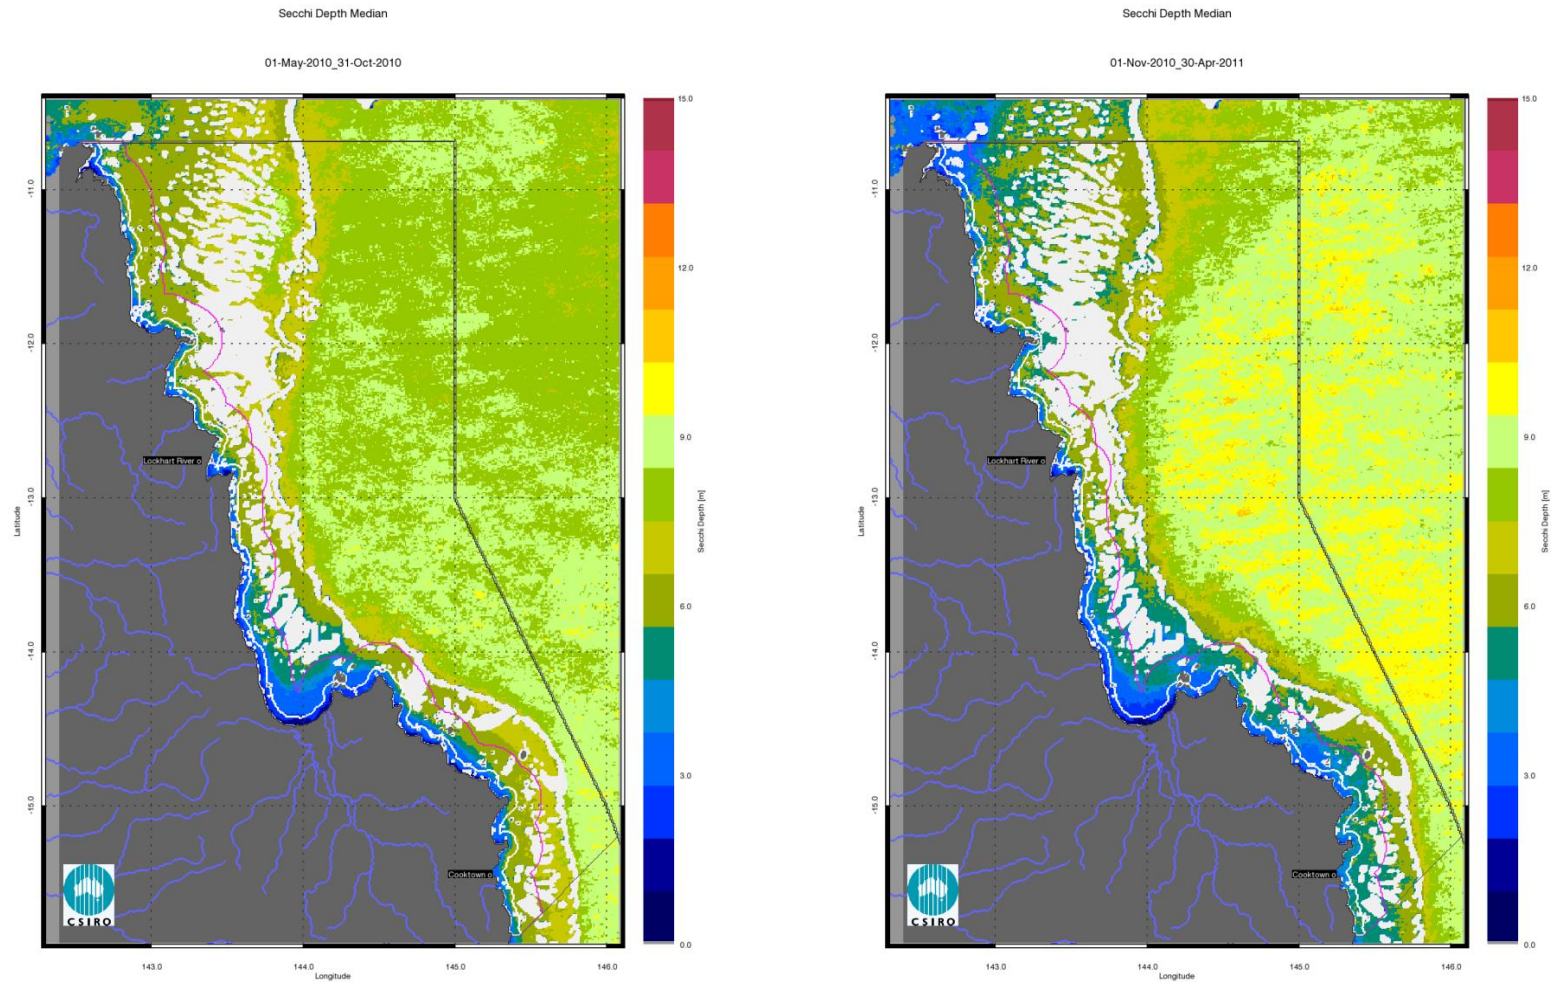 Secchi Depth Median
01-May-2010_31-Oct-2010
15.0
12.0
9.0
6.0
3.0
0.0
Secchi Depth [m]
-11.0
-12.0
-13.0
-14.0
-15.0
Latitude
Lockhart River o
Cooktown o
CSIRO
143.0 144.0 145.0 146.0
Longitude
Secchi Depth Median
01-Nov-2010_30-Apr-2011
15.0
12.0
9.0
6.0
3.0
0.0
Secchi Depth [m]
-11.0
-12.0
-13.0
-14.0
-15.0
Latitude
Lockhart River o
Cooktown o
CSIRO
143.0 144.0 145.0 146.0
Longitude